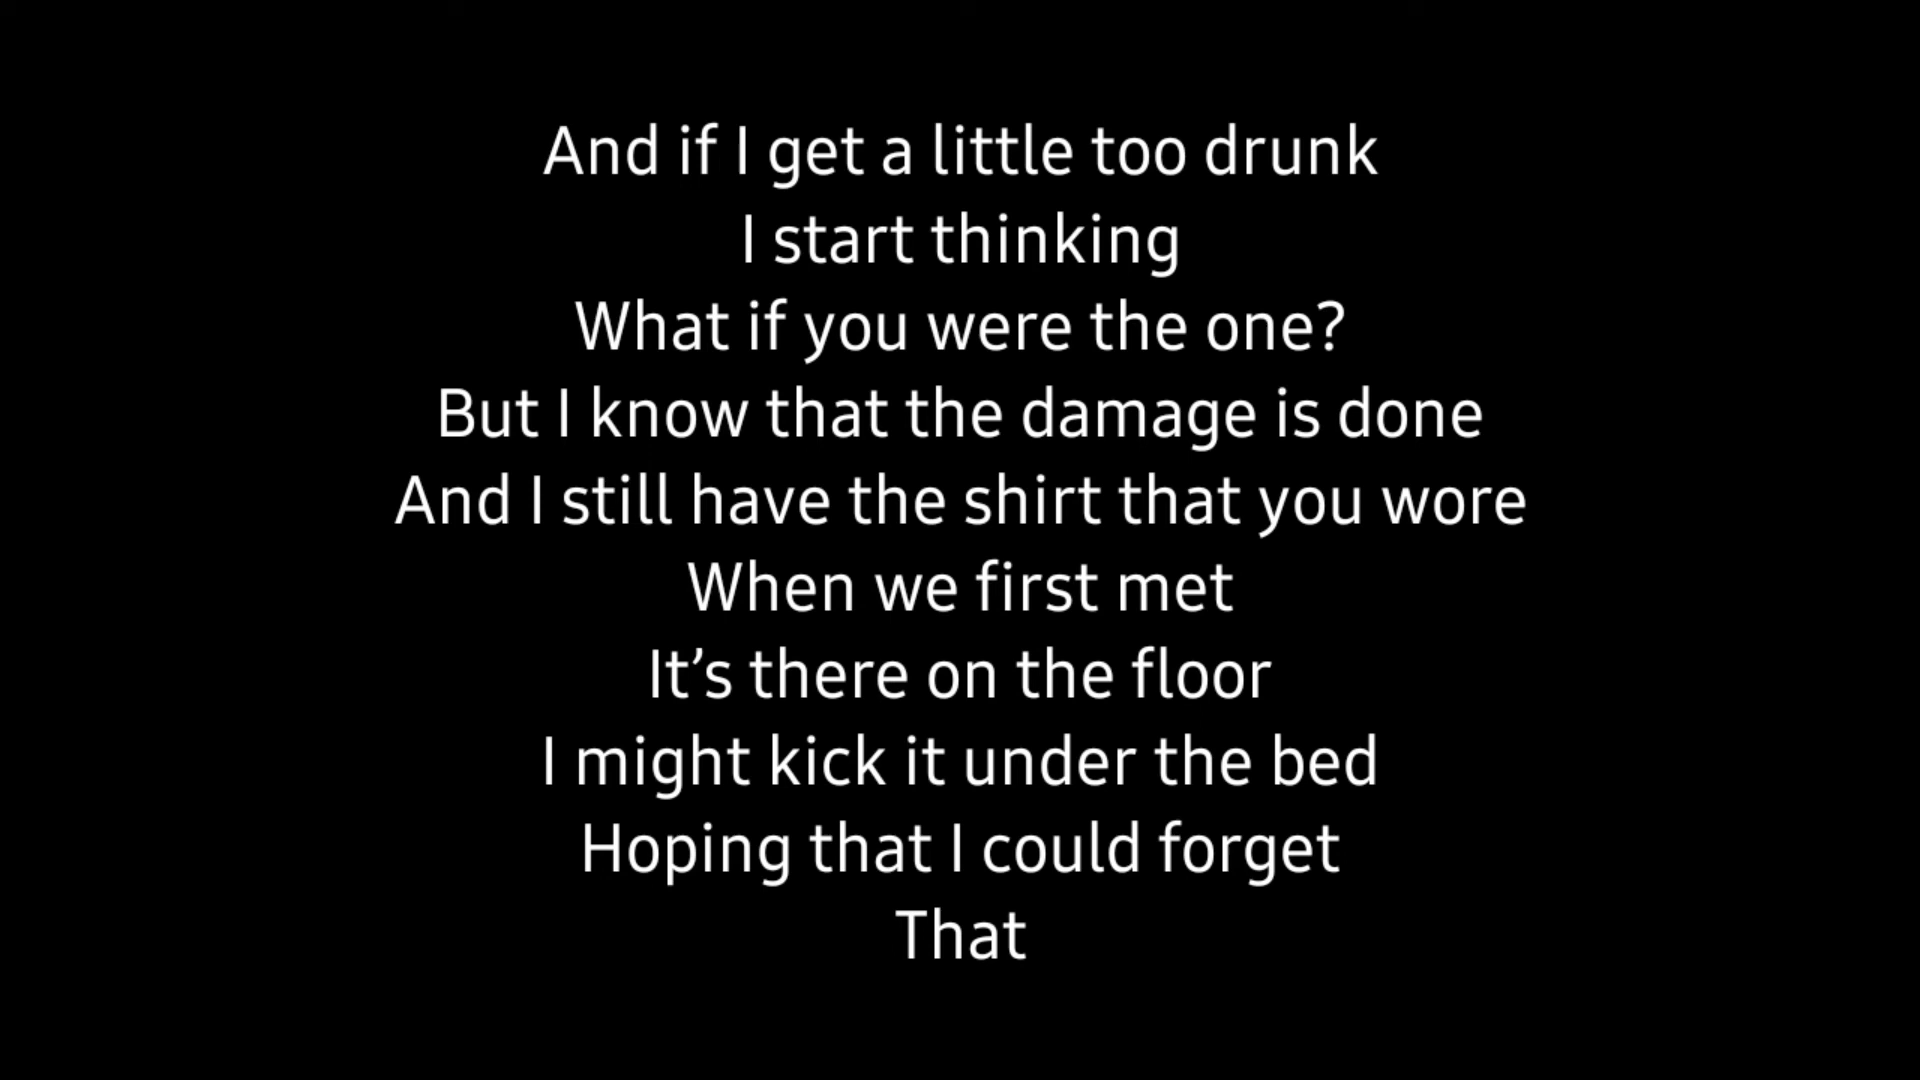 And if I get a little too drunk
I start thinking
What if you were the one?
But I know that the damage is done
And I still have the shirt that you wore
When we first met
It’s there on the floor
I might kick it under the bed
Hoping that I could forget
That